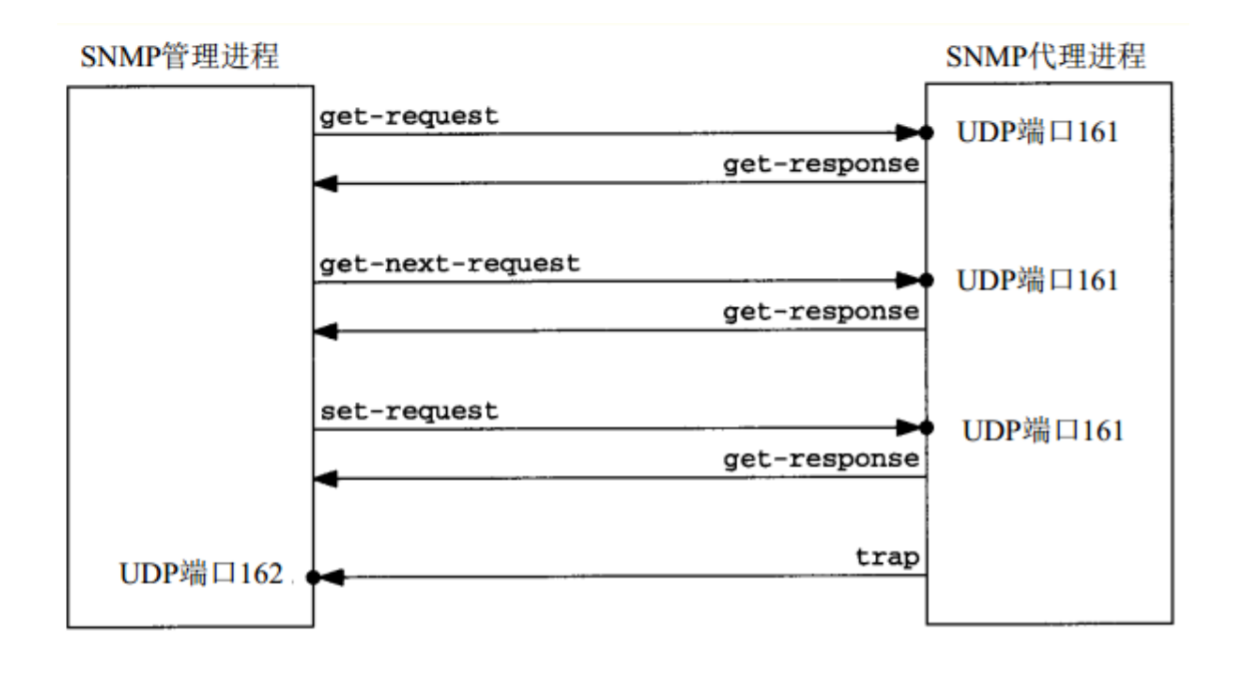 SNMP管理进程
SNMP代理进程
get-request
UDP端口161
get-response
get-next-request
UDP端口161
get-response
set-request
UDP端口161
get-response
trap
UDP端口162